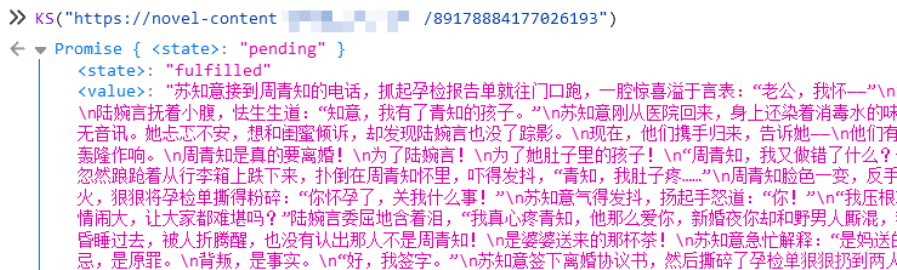 KS("https://novel-content /89178884177026193")
Promise { <state>: "pending" }
<state>: "fulfilled"
<value>: "苏知意接到周青知的电话，抓起孕检报告单就往门口跑，一腔惊喜溢于言表：“老公，我怀——”\n
\n陆婉言抚着小腹，怯生生道：“知意，我有了青知的孩子。”\n苏知意刚从医院回来，身上还染着消毒水的味
无音讯。她忐忑不安，想和闺蜜倾诉，却发现陆婉言也没了踪影。\n现在，他们携手归来，告诉她——\n他们有
轰隆作响。\n周青知是真的要离婚！\n为了陆婉言！\n为了她肚子里的孩子！\n“周青知，我又做错了什么？
忽然踉跄着从行李箱上跌下来，扑倒在周青知怀里，吓得发抖，“青知，我肚子疼……”\n周青知脸色一变，反手
火，狠狠将孕检单撕得粉碎：“你怀孕了，关我什么事！”\n苏知意气得发抖，扬起手怒道：“你！”\n“我压根
情闹大，让大家都难堪吗？”陆婉言委屈地含着泪，“我真心疼青知，他那么爱你，新婚夜你却和野男人厮混，
昏睡过去，被人折腾醒，也没有认出那人不是周青知！\n是婆婆送来的那杯茶！\n苏知意急忙解释：“是妈送的
忌，是原罪。\n背叛，是事实。\n“好，我签字。”\n苏知意签下离婚协议书，然后撕碎了孕检单狠狠扔到两人